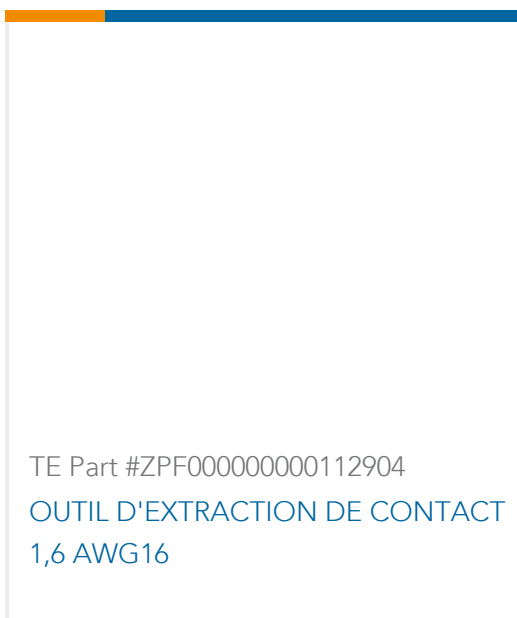 TE Part #ZPF000000000112904
OUTIL D'EXTRACTION DE CONTACT
1,6 AWG16